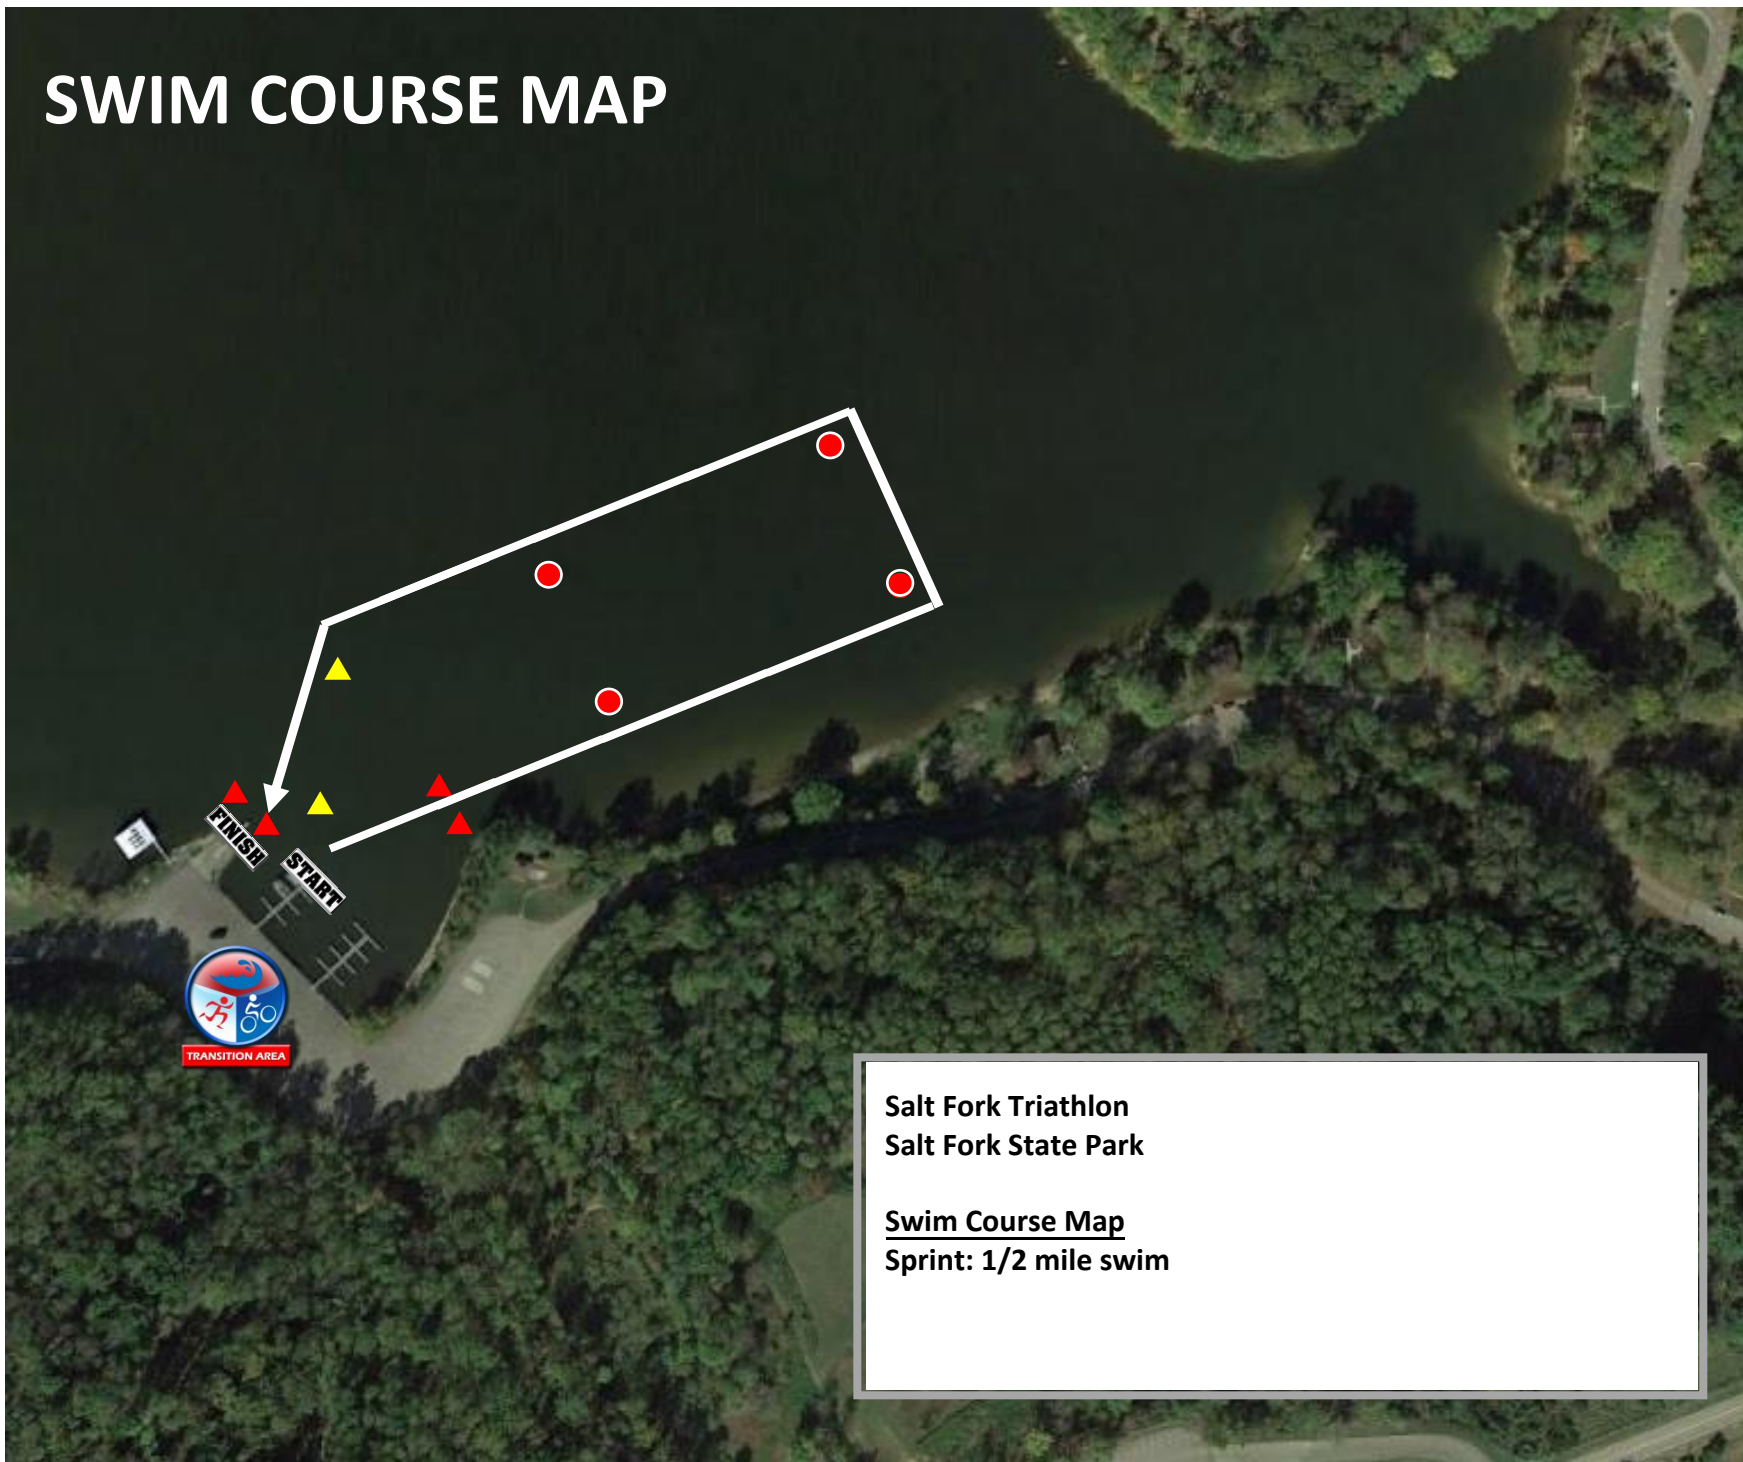 SWIM COURSE MAP
FINISH
START
TRANSITION AREA
Salt Fork Triathlon
Salt Fork State Park
Swim Course Map
Sprint: 1/2 mile swim